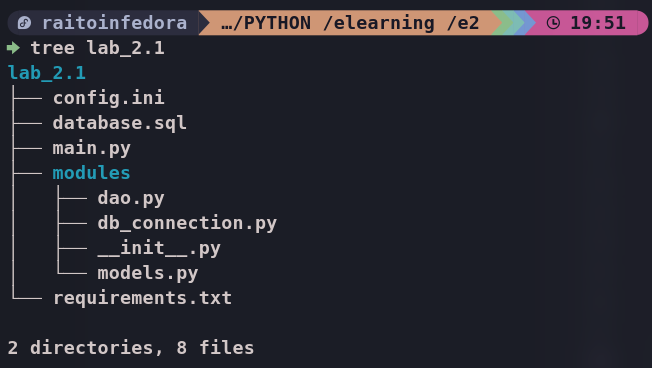 raitoinfedora …/PYTHON /elearning /e2 19:51
tree lab_2.1
lab_2.1
├── config.ini
├── database.sql
├── main.py
├── modules
│   ├── dao.py
│   ├── db_connection.py
│   ├── __init__.py
│   └── models.py
└── requirements.txt

2 directories, 8 files